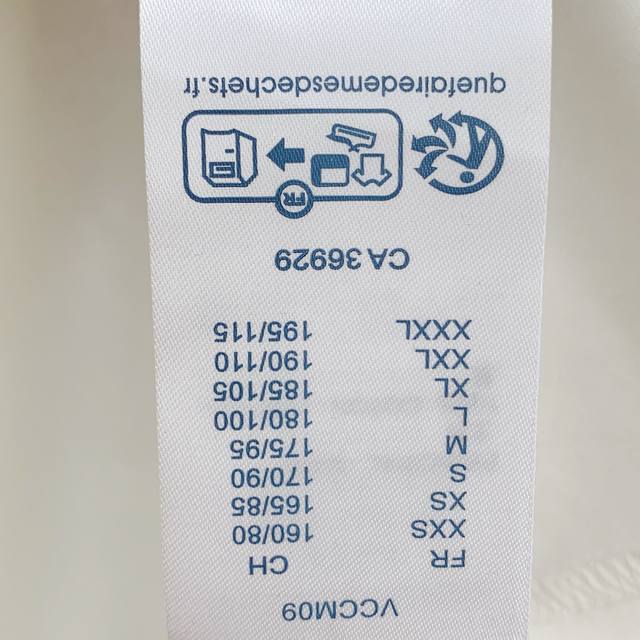 VCCM09
FR CH
XXS 160/80
XS 165/85
S 170/90
M 175/95
L 180/100
XL 185/105
XXL 190/110
XXXL 195/115
CA 36929
FR
quefairedemesdechets.fr